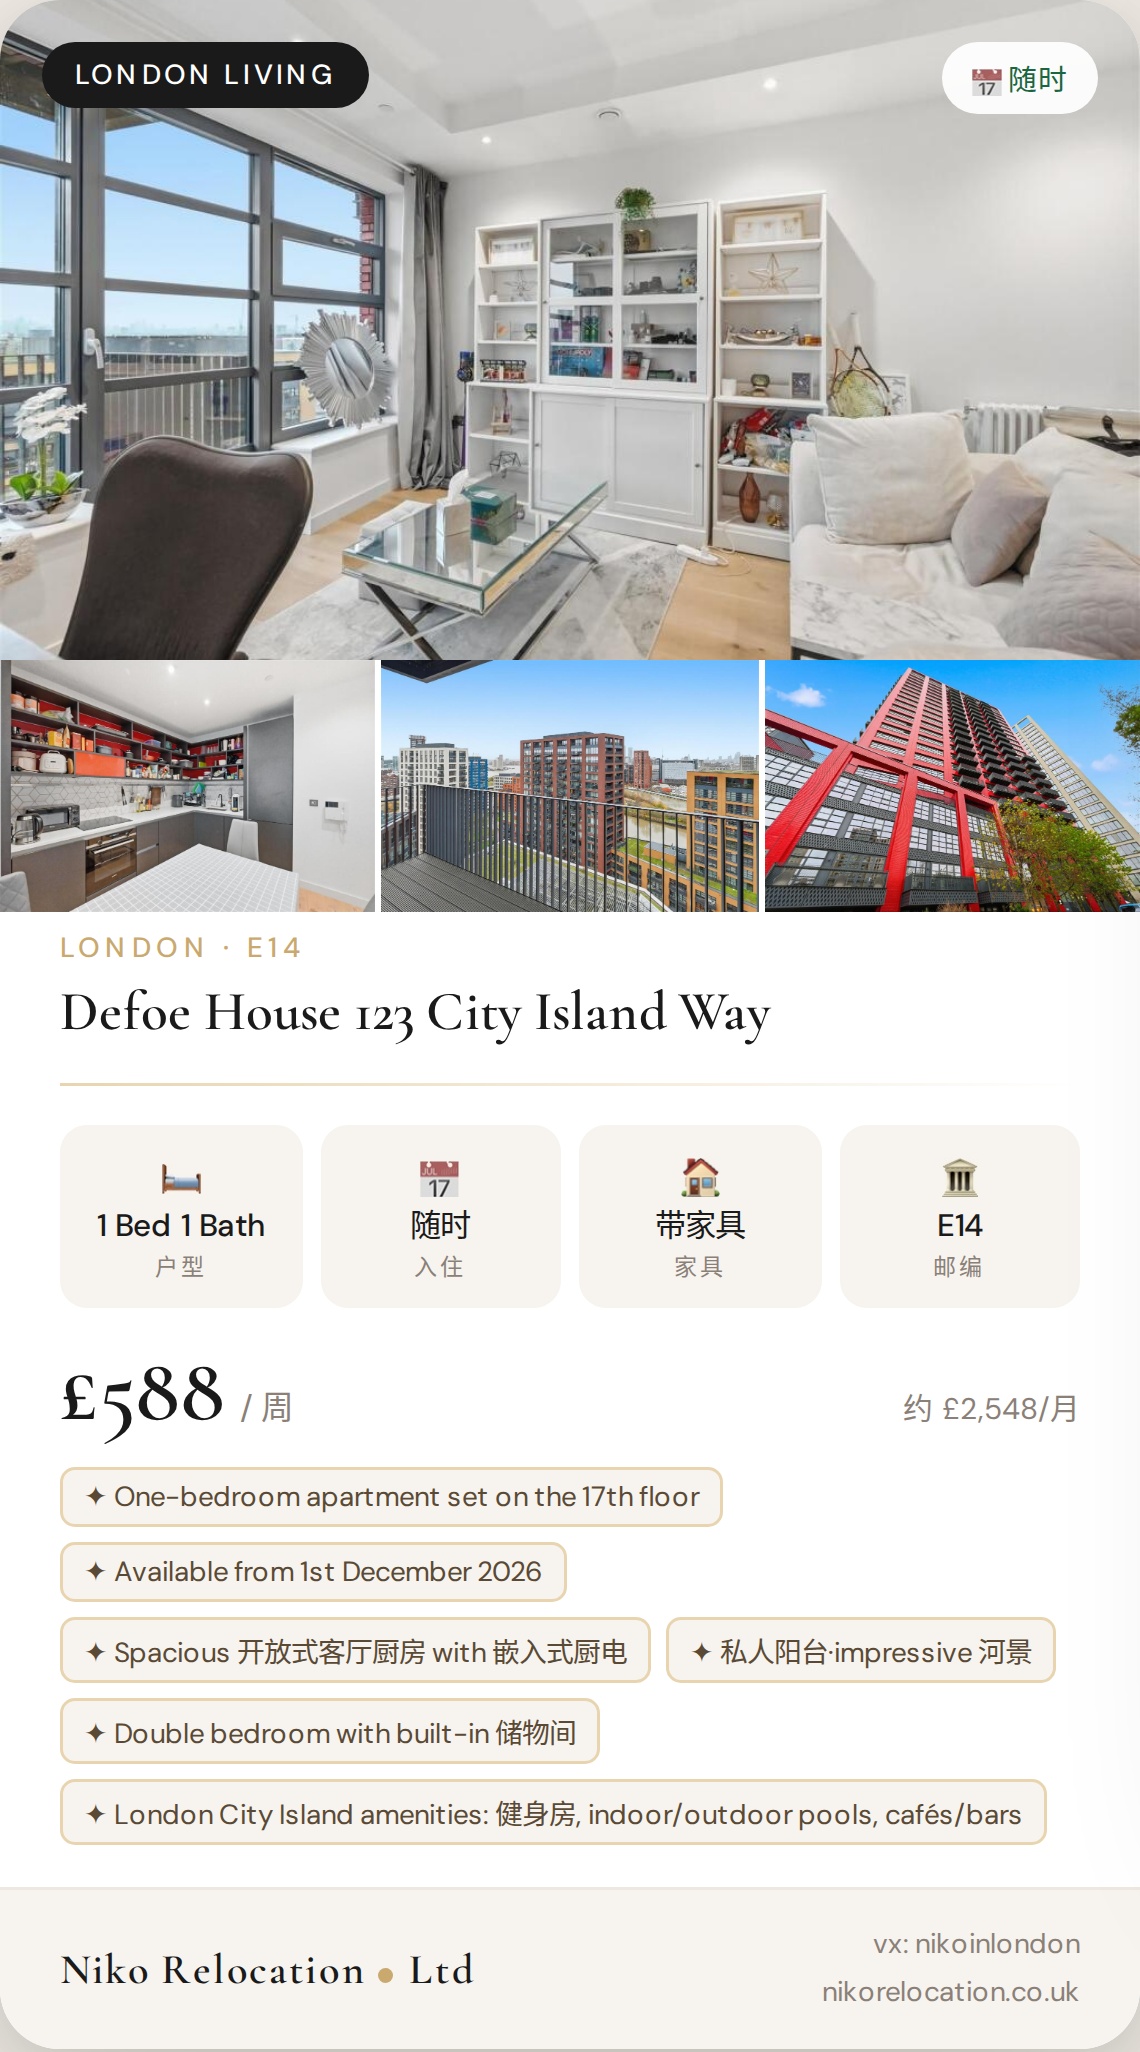 LONDON LIVING
📅 随时
LONDON · E14
Defoe House 123 City Island Way
1 Bed 1 Bath
户型
随时
入住
带家具
家具
E14
邮编
£588 / 周
约 £2,548/月
✦ One-bedroom apartment set on the 17th floor
✦ Available from 1st December 2026
✦ Spacious 开放式客厅厨房 with 嵌入式厨电
✦ 私人阳台·impressive 河景
✦ Double bedroom with built-in 储物间
✦ London City Island amenities: 健身房, indoor/outdoor pools, cafés/bars
Niko Relocation • Ltd
vx: nikoinlondon
nikorelocation.co.uk